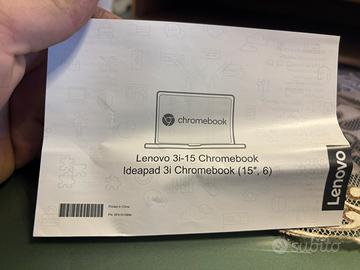 chromebook
Lenovo 3i-15 Chromebook
Ideapad 3i Chromebook (15", 6)
Lenovo
Printed in China
subito